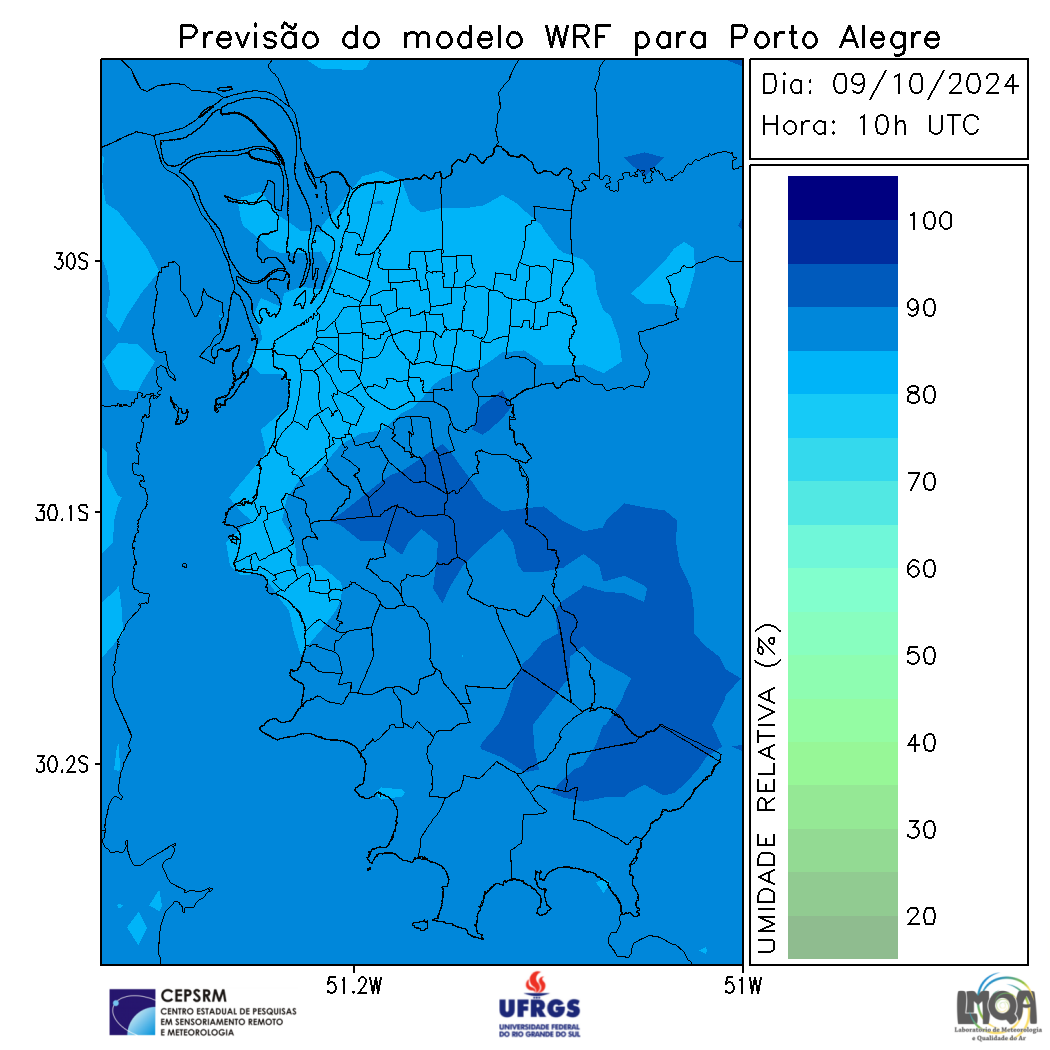 Previsão do modelo WRF para Porto Alegre
Dia: 09/10/2024
Hora: 10h UTC
30S
30.1S
30.2S
51.2W
51W
UMIDADE RELATIVA (%)
100
90
80
70
60
50
40
30
20
CEPSRM
CENTRO ESTADUAL DE PESQUISAS
EM SENSORIAMENTO REMOTO
E METEOROLOGIA
UFRGS
UNIVERSIDADE FEDERAL
DO RIO GRANDE DO SUL
LMQA
Laboratório de Meteorologia
e Qualidade do Ar